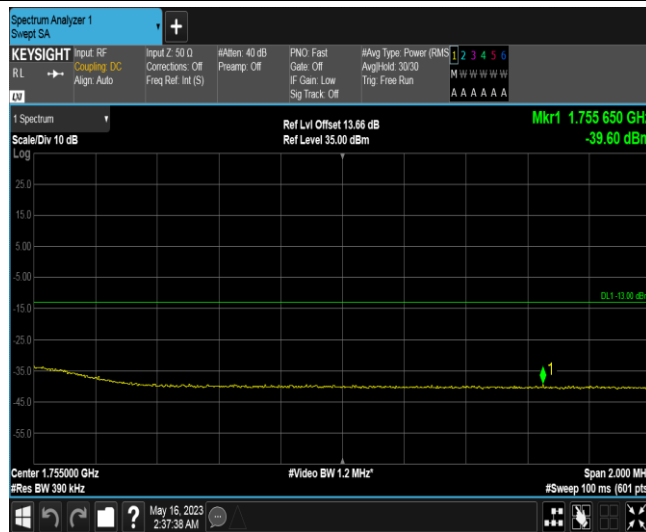 Spectrum Analyzer 1
Swept SA
+
KEYSIGHT
RL
LXI
Input: RF
Coupling: DC
Align: Auto
Input Z: 50 Ω
Corrections: Off
Freq Ref: Int (S)
#Atten: 40 dB
Preamp: Off
PNO: Fast
Gate: Off
IF Gain: Low
Sig Track: Off
#Avg Type: Power (RMS
Avg|Hold: 30/30
Trig: Free Run
1 2 3 4 5 6
M W W W W W
A A A A A A
1 Spectrum
Scale/Div 10 dB
Log
Ref Lvl Offset 13.66 dB
Ref Level 35.00 dBm
Mkr1 1.755 650 GHz
-39.60 dBm
25.0
15.0
5.00
-5.00
-15.0
-25.0
-35.0
-45.0
-55.0
DL1 -13.00 dBm
1
Center 1.755000 GHz
#Res BW 390 kHz
#Video BW 1.2 MHz*
Span 2.000 MH
#Sweep 100 ms (601 pts
?
May 16, 2023
2:37:38 AM